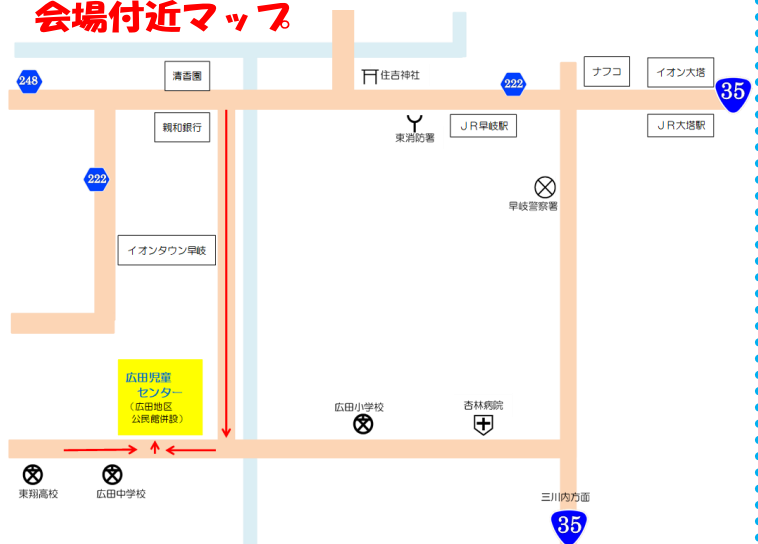 会場付近マップ
248
清香園
住吉神社
222
ナフコ
イオン大塔
35
親和銀行
東消防署
JR早岐駅
JR大塔駅
222
早岐警察署
イオンタウン早岐
広田児童
センター
(広田地区
公民館併設)
広田小学校
杏林病院
東翔高校
広田中学校
三川内方面
35